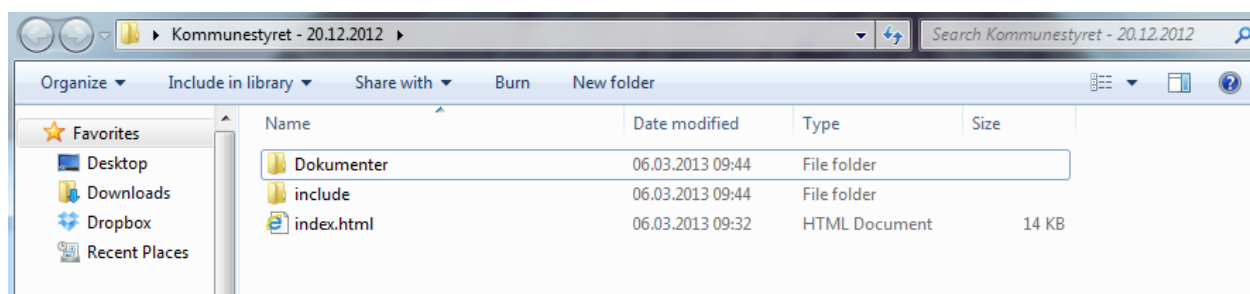 Kommunestyret - 20.12.2012
Search Kommunestyret - 20.12.2012
Organize Include in library Share with Burn New folder
Favorites
Desktop
Downloads
Dropbox
Recent Places
Name Date modified Type Size
Dokumenter 06.03.2013 09:44 File folder
include 06.03.2013 09:44 File folder
index.html 06.03.2013 09:32 HTML Document 14 KB